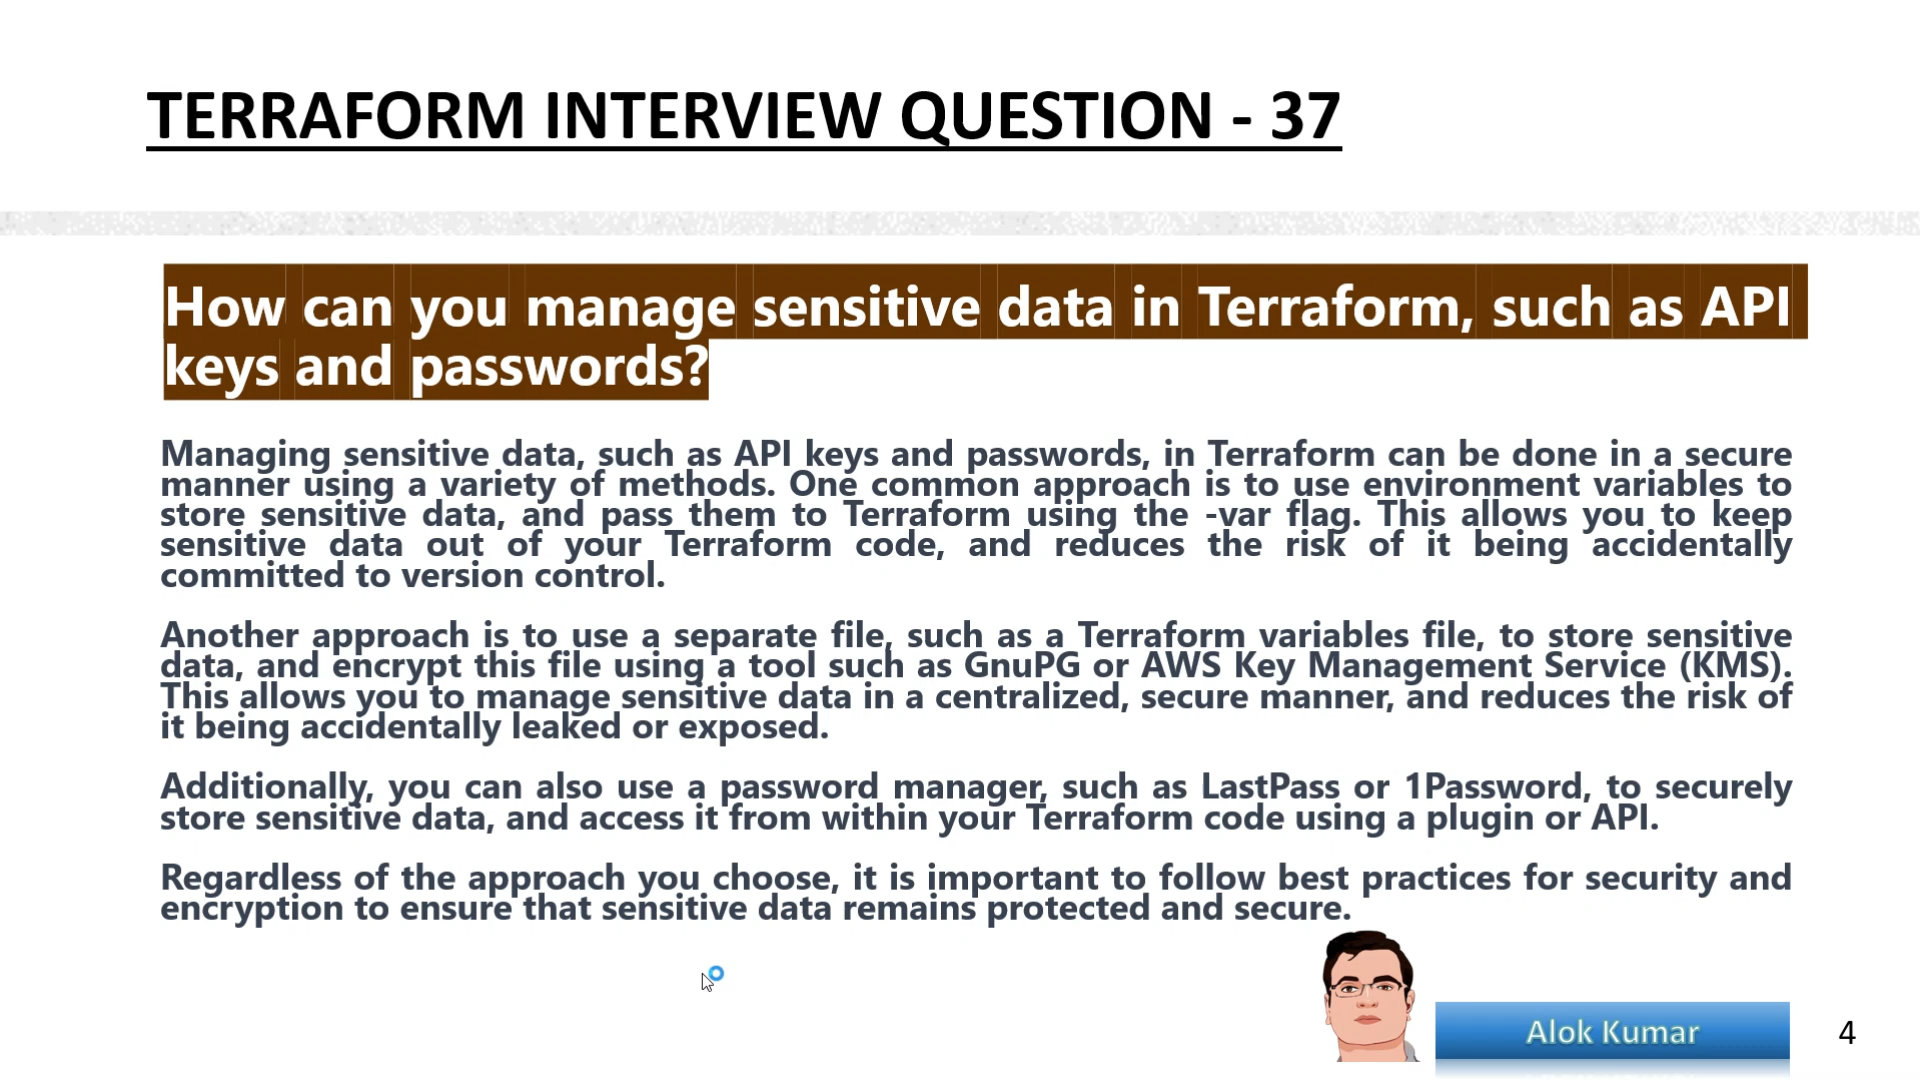 TERRAFORM INTERVIEW QUESTION - 37
How can you manage sensitive data in Terraform, such as API
keys and passwords?
Managing sensitive data, such as API keys and passwords, in Terraform can be done in a secure
manner using a variety of methods. One common approach is to use environment variables to
store sensitive data, and pass them to Terraform using the -var flag. This allows you to keep
sensitive data out of your Terraform code, and reduces the risk of it being accidentally
committed to version control.
Another approach is to use a separate file, such as a Terraform variables file, to store sensitive
data, and encrypt this file using a tool such as GnuPG or AWS Key Management Service (KMS).
This allows you to manage sensitive data in a centralized, secure manner, and reduces the risk of
it being accidentally leaked or exposed.
Additionally, you can also use a password manager, such as LastPass or 1Password, to securely
store sensitive data, and access it from within your Terraform code using a plugin or API.
Regardless of the approach you choose, it is important to follow best practices for security and
encryption to ensure that sensitive data remains protected and secure.
Alok Kumar
4